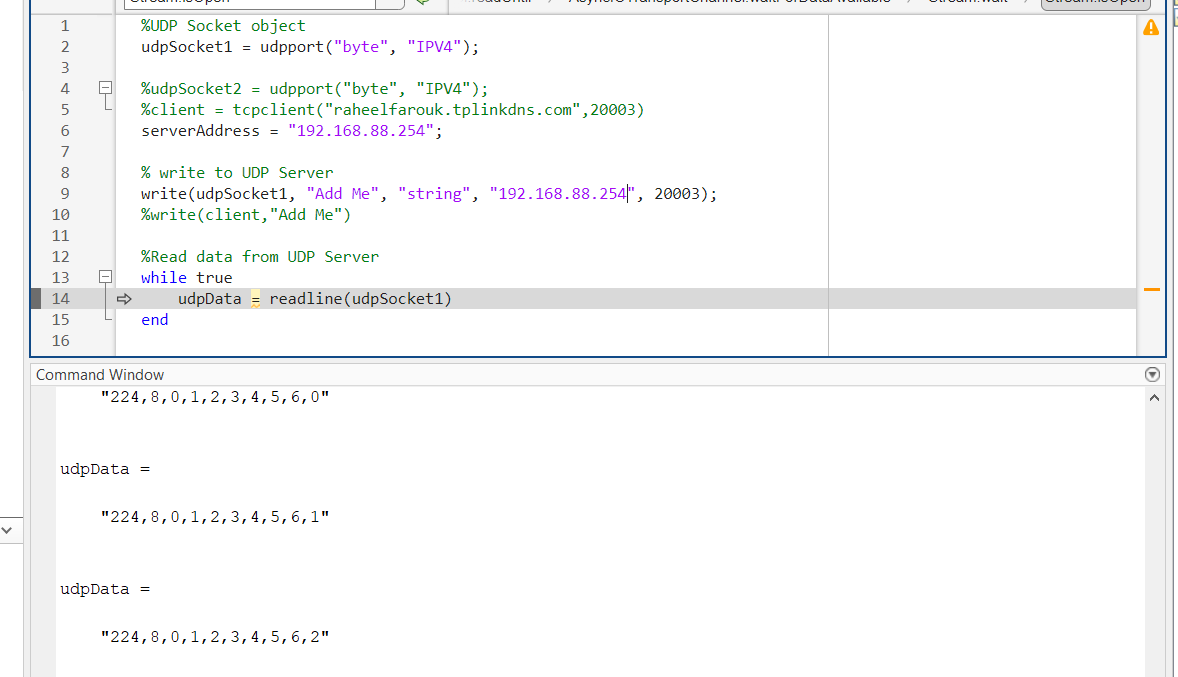 1 %UDP Socket object
2 udpSocket1 = udpport("byte", "IPV4");
3
4 %udpSocket2 = udpport("byte", "IPV4");
5 %client = tcpclient("raheelfarouk.tplinkdns.com",20003)
6 serverAddress = "192.168.88.254";
7
8 % write to UDP Server
9 write(udpSocket1, "Add Me", "string", "192.168.88.254", 20003);
10 %write(client,"Add Me")
11
12 %Read data from UDP Server
13 while true
14 udpData = readline(udpSocket1)
15 end
16
Command Window
"224,8,0,1,2,3,4,5,6,0"
udpData =
"224,8,0,1,2,3,4,5,6,1"
udpData =
"224,8,0,1,2,3,4,5,6,2"